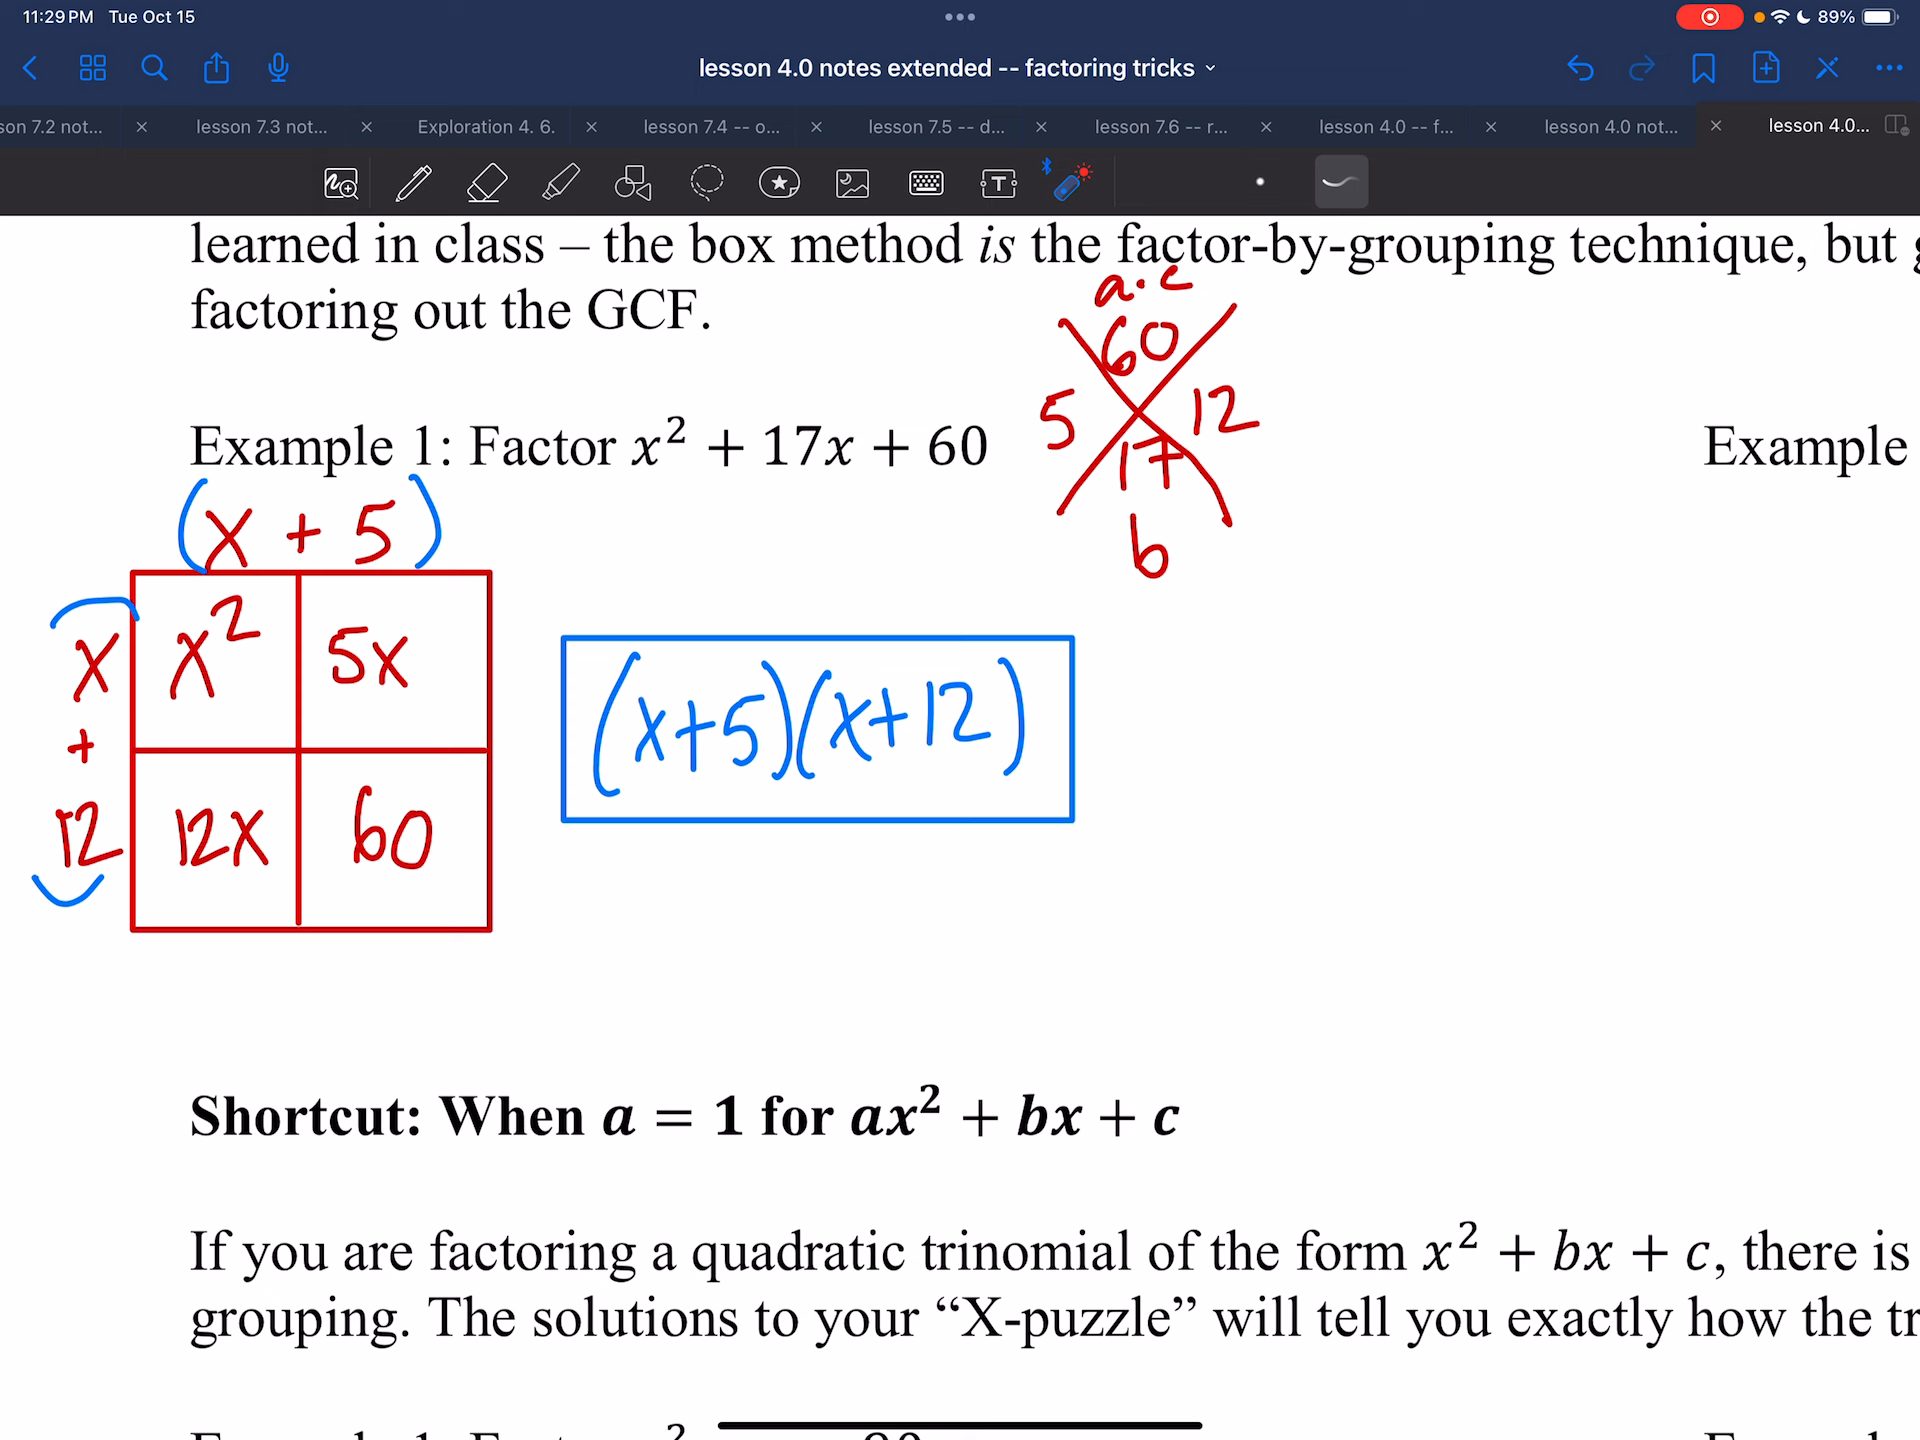 11:29 PM Tue Oct 15
89%
lesson 4.0 notes extended -- factoring tricks
son 7.2 not... lesson 7.3 not... Exploration 4. 6. lesson 7.4 -- o... lesson 7.5 -- d... lesson 7.6 -- r... lesson 4.0 -- f... lesson 4.0 not... lesson 4.0...
learned in class – the box method is the factor-by-grouping technique, but
factoring out the GCF.
a·c
60
5 12
17
b
Example 1: Factor x² + 17x + 60
Example
(x + 5)
x x² 5x
+
12 12x 60
(x+5)(x+12)
Shortcut: When a = 1 for ax² + bx + c
If you are factoring a quadratic trinomial of the form x² + bx + c, there is
grouping. The solutions to your “X-puzzle” will tell you exactly how the tr